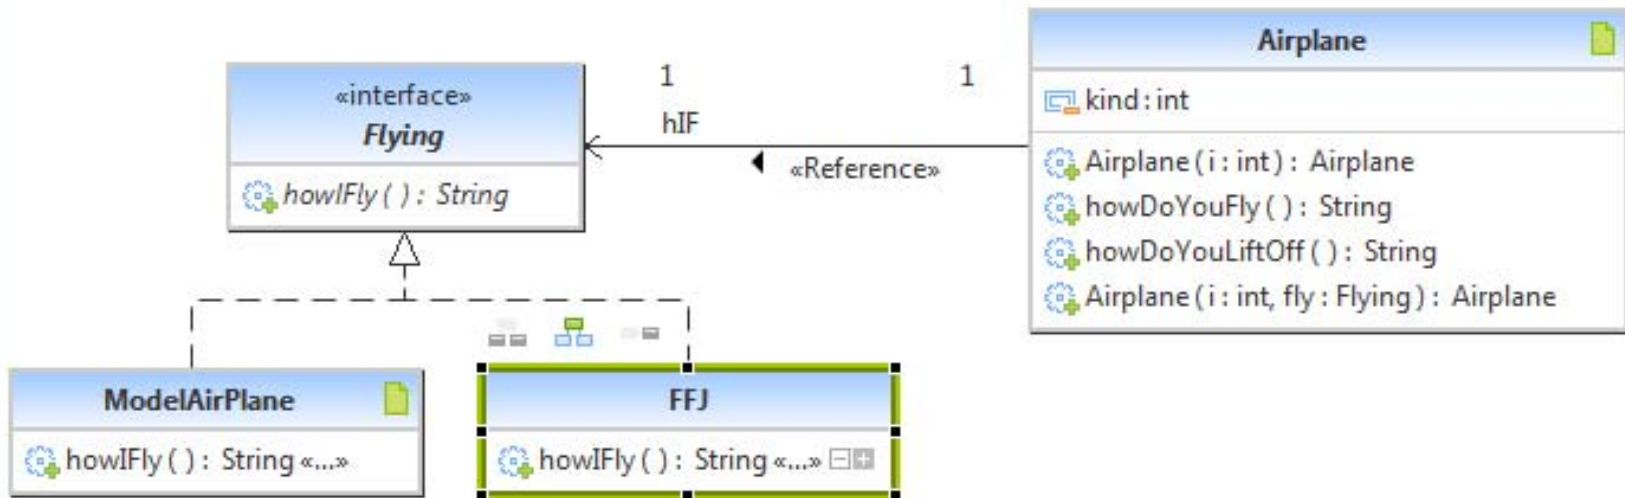 «interface»
Flying
howIFly ( ) : String
1
1
hIF
«Reference»
Airplane
kind : int
Airplane ( i : int ) : Airplane
howDoYouFly ( ) : String
howDoYouLiftOff ( ) : String
Airplane ( i : int, fly : Flying ) : Airplane
ModelAirPlane
howIFly ( ) : String «...»
FFJ
howIFly ( ) : String «...»